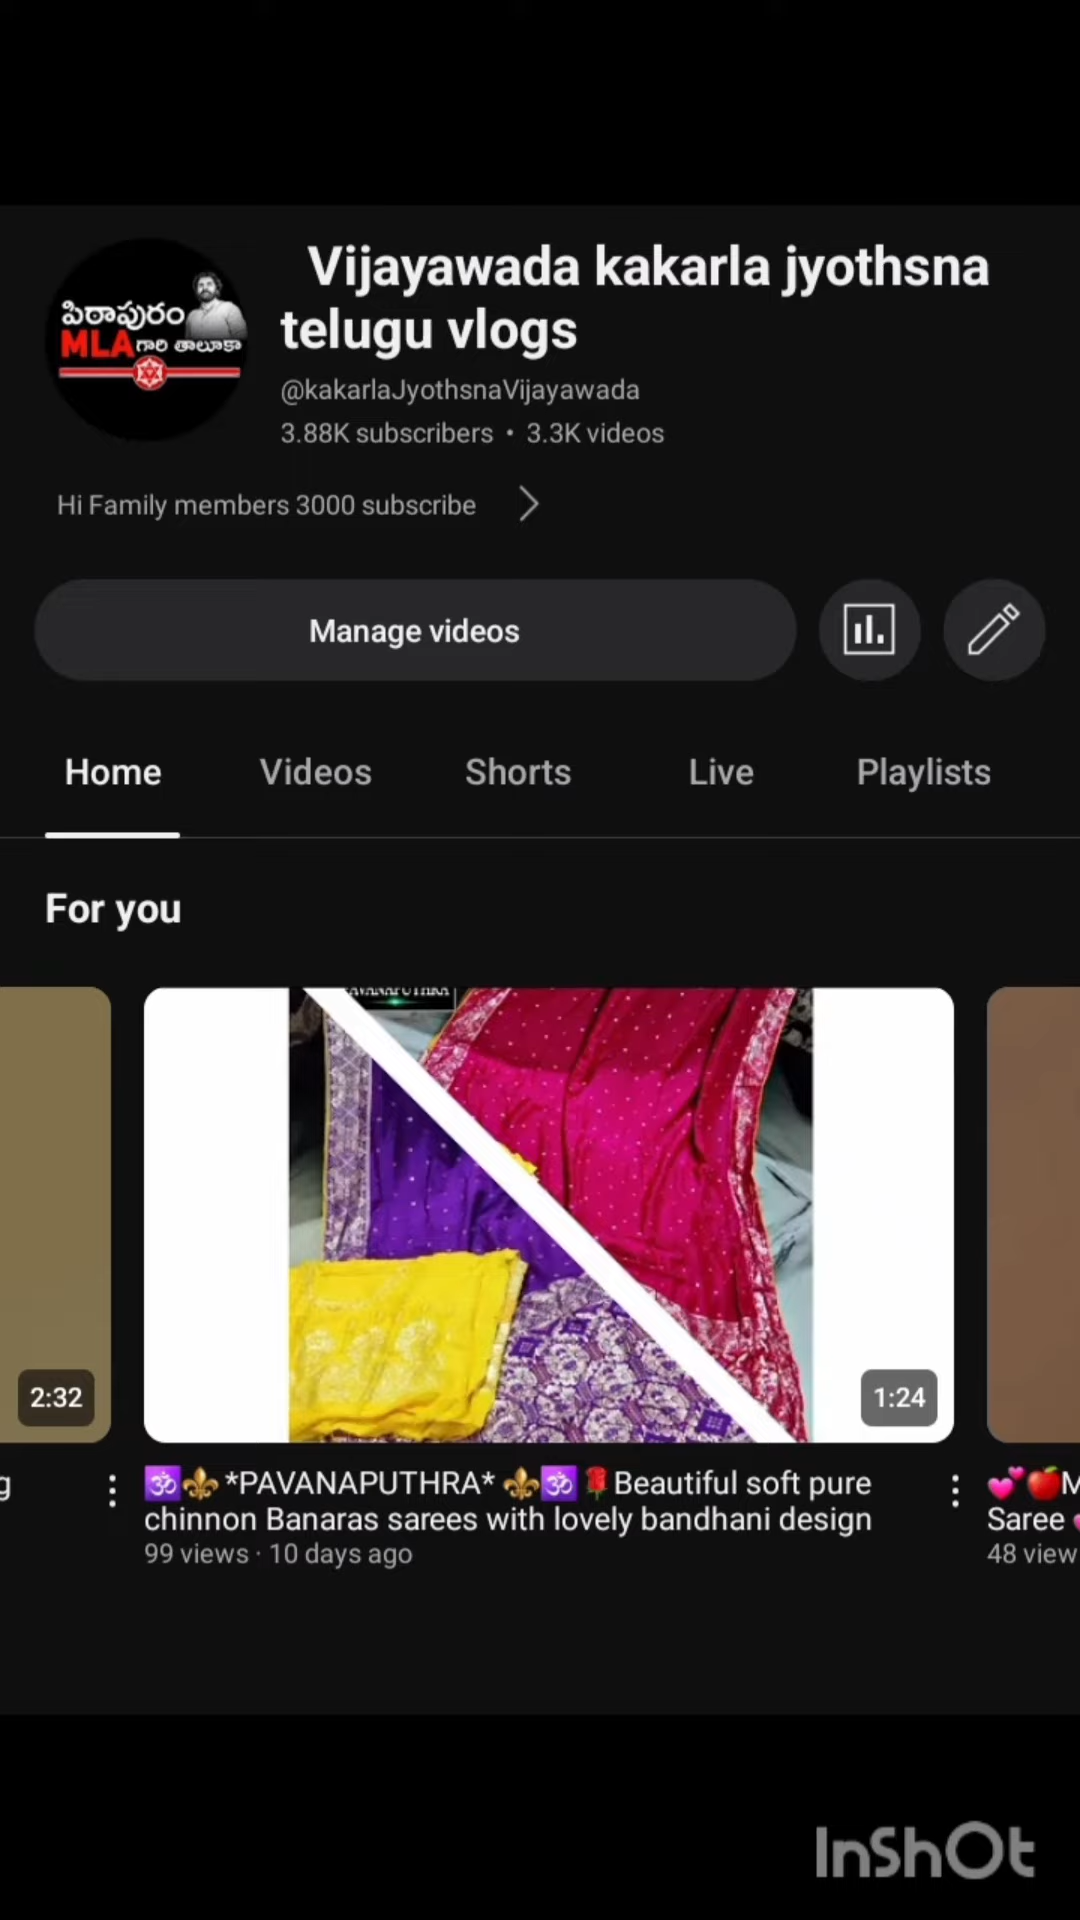 పిఠాపురం
MLA గారి తాలూకా
Vijayawada kakarla jyothsna
telugu vlogs
@kakarlaJyothsnaVijayawada
3.88K subscribers • 3.3K videos
Hi Family members 3000 subscribe
Manage videos
Home Videos Shorts Live Playlists
For you
PAVANAPUTHRA
2:32
1:24
🕉️⚜️ *PAVANAPUTHRA* ⚜️🕉️🌹Beautiful soft pure
chinnon Banaras sarees with lovely bandhani design
99 views · 10 days ago
💕🍎M
Saree
48 view
InShOt